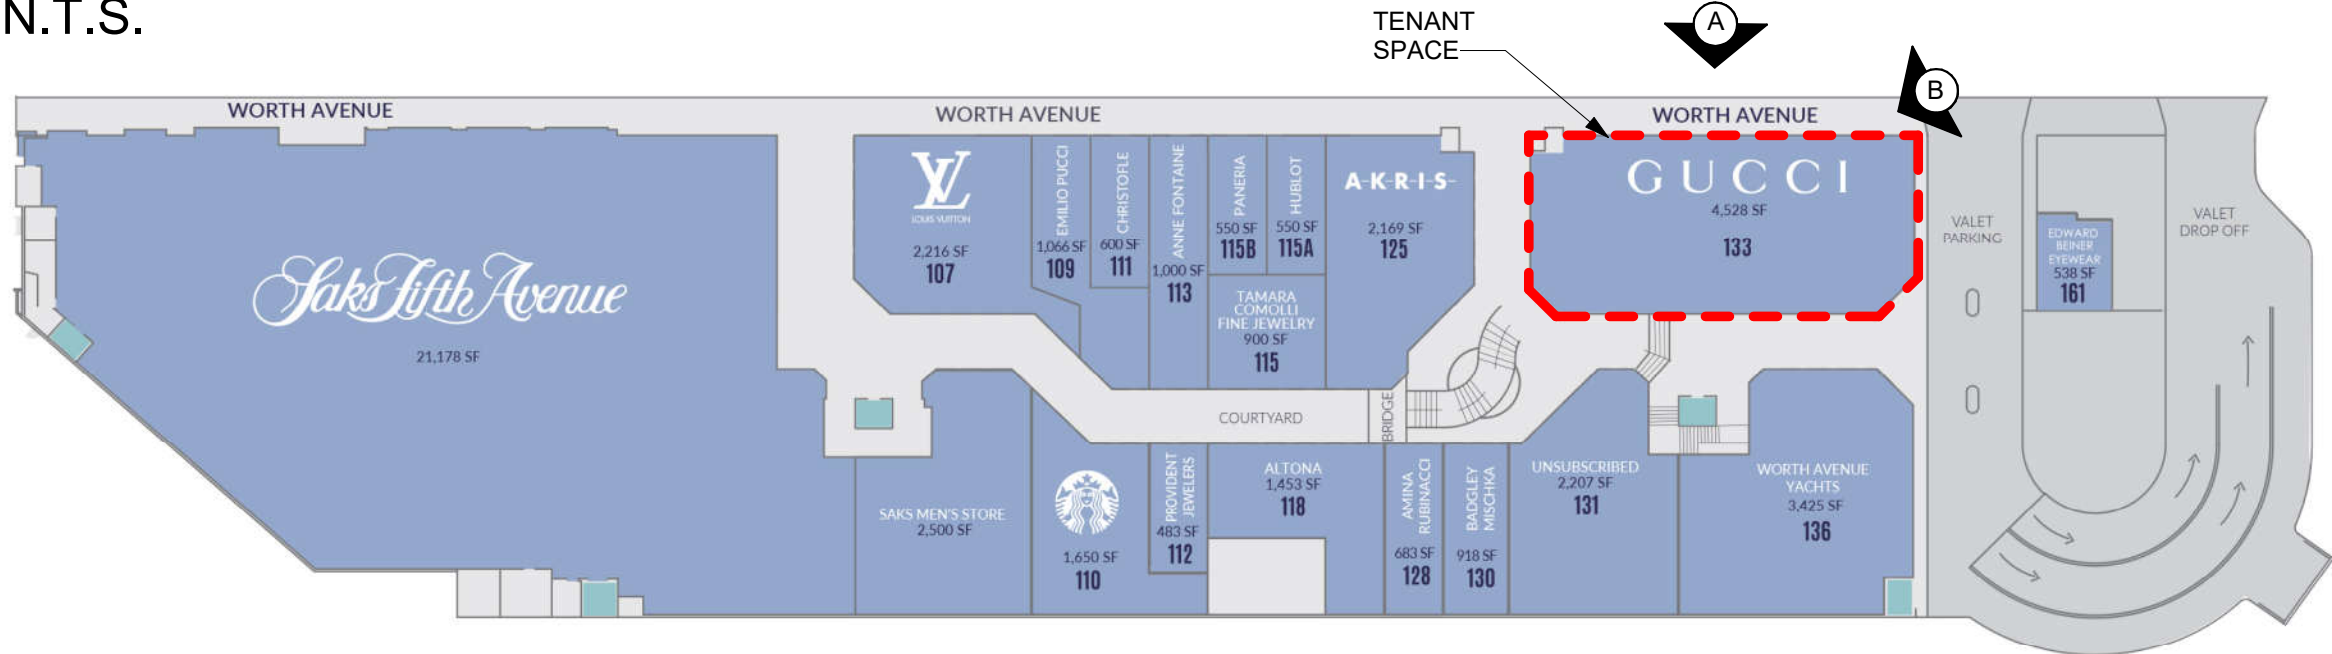 N.T.S.
TENANT
SPACE
A
B
WORTH AVENUE
WORTH AVENUE
WORTH AVENUE
Saks Fifth Avenue
21,178 SF
LV
LOUIS VUITTON
2,216 SF
107
EMILIO PUCCI
1,066 SF
109
CHRISTOFLE
600 SF
111
ANNE FONTAINE
1,000 SF
113
PANERIA
550 SF
115B
HUBLOT
550 SF
115A
TAMARA
COMOLLI
FINE JEWELRY
900 SF
115
A-K-R-I-S-
2,169 SF
125
GUCCI
4,528 SF
133
VALET
PARKING
EDWARD
BEINER
EYEWEAR
538 SF
161
VALET
DROP OFF
COURTYARD
BRIDGE
SAKS MEN'S STORE
2,500 SF
1,650 SF
110
PROVIDENT
JEWELERS
483 SF
112
ALTONA
1,453 SF
118
AMINA
RUBINACCI
683 SF
128
BADGLEY
MISCHKA
918 SF
130
UNSUBSCRIBED
2,207 SF
131
WORTH AVENUE
YACHTS
3,425 SF
136